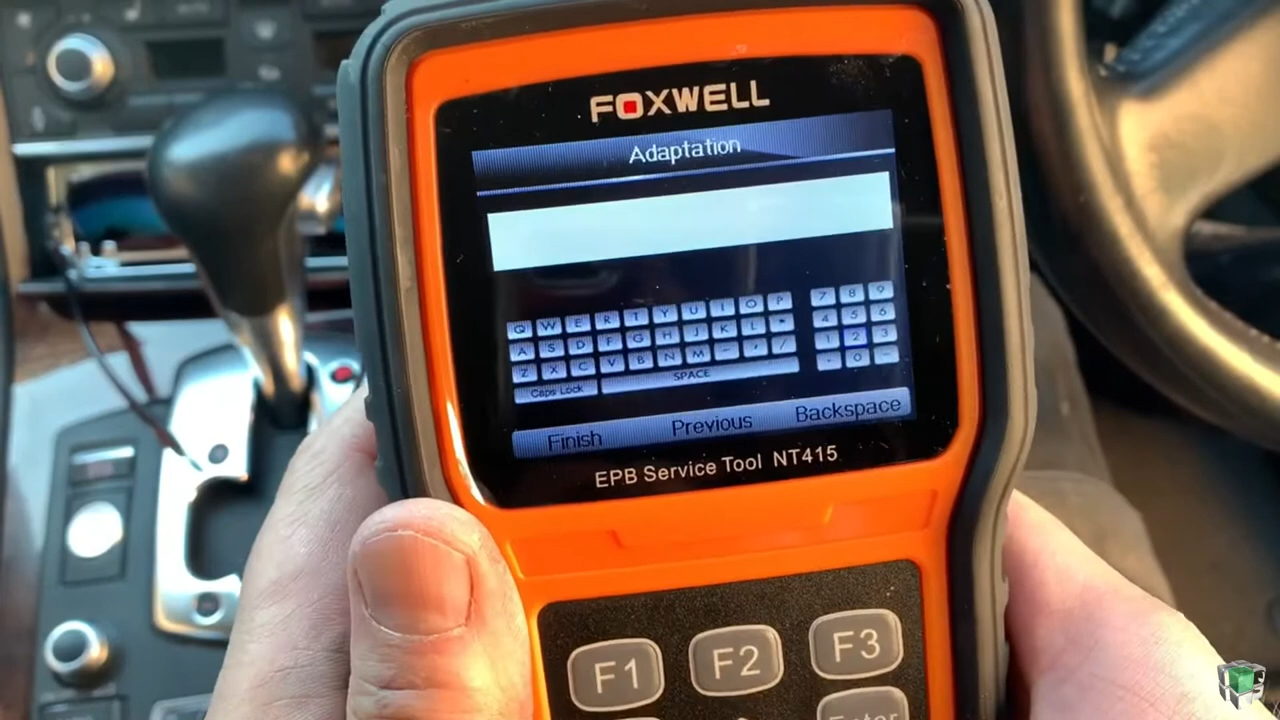 FOXWELL
Adaptation
Q W E R T Y U I O P 7 8 9
A S D F G H J K L * 4 5 6
Z X C V B N M 1 2 3
Caps Lock SPACE 0
Finish Previous Backspace
EPB Service Tool NT415
F1 F2 F3
Enter